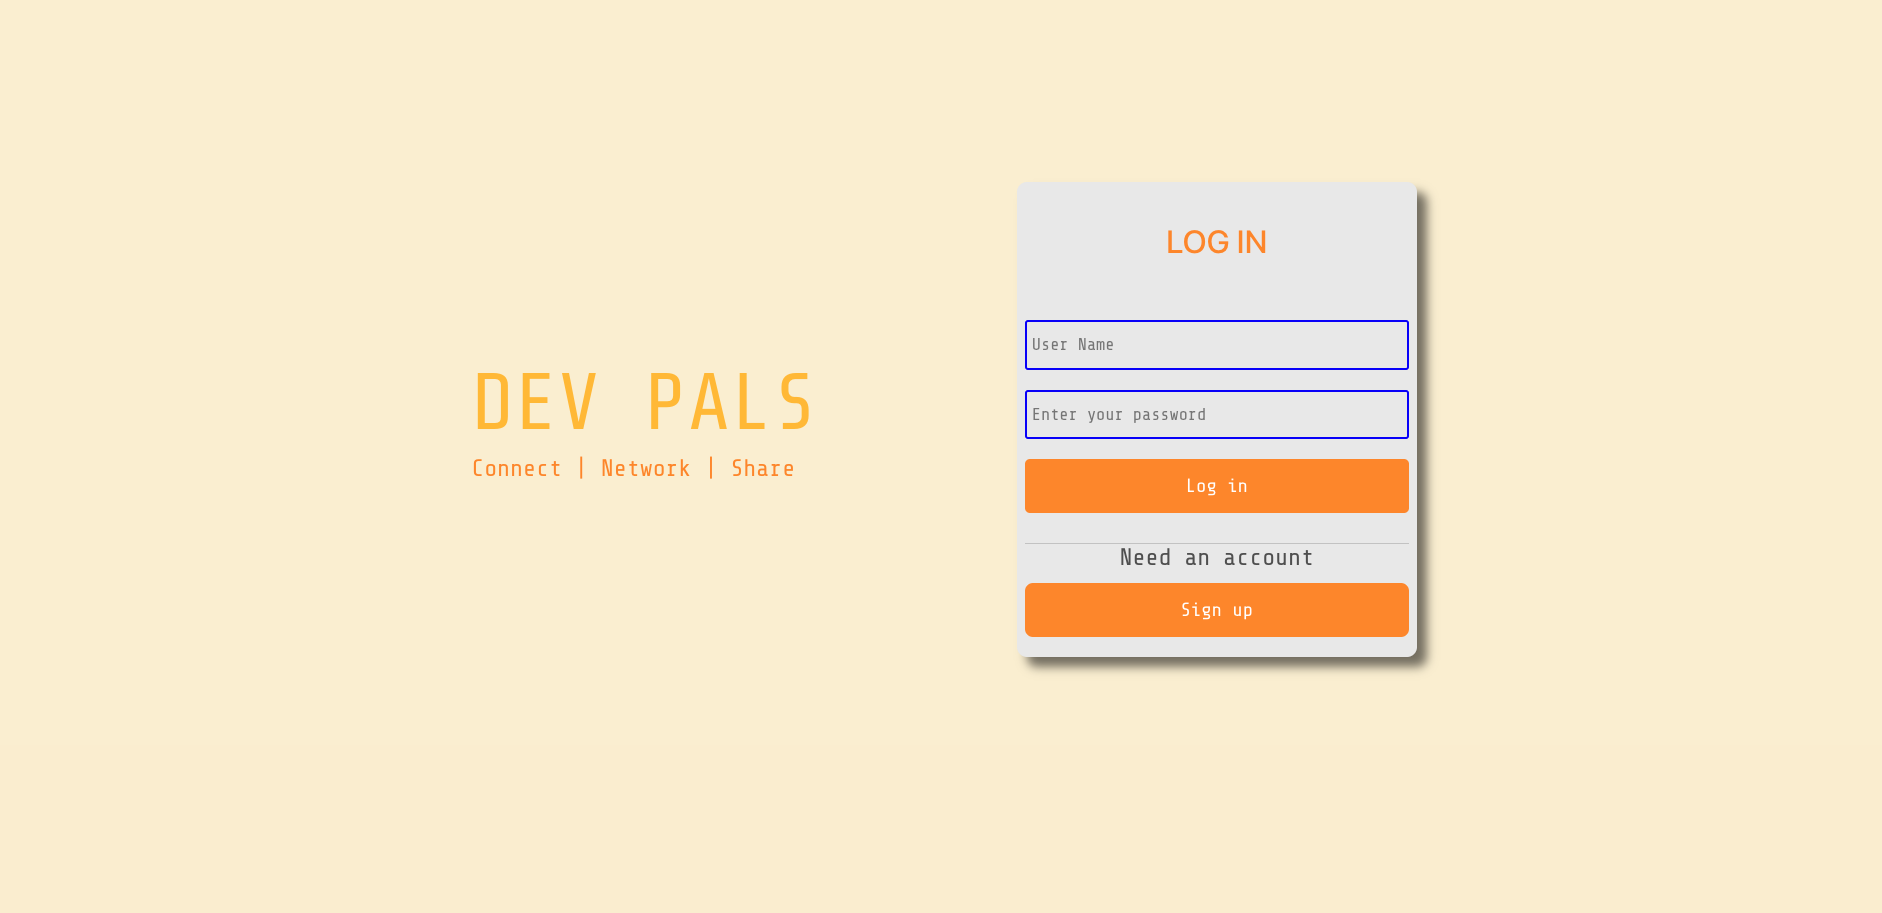 DEV PALS
Connect | Network | Share
LOG IN
User Name
Enter your password
Log in
Need an account
Sign up